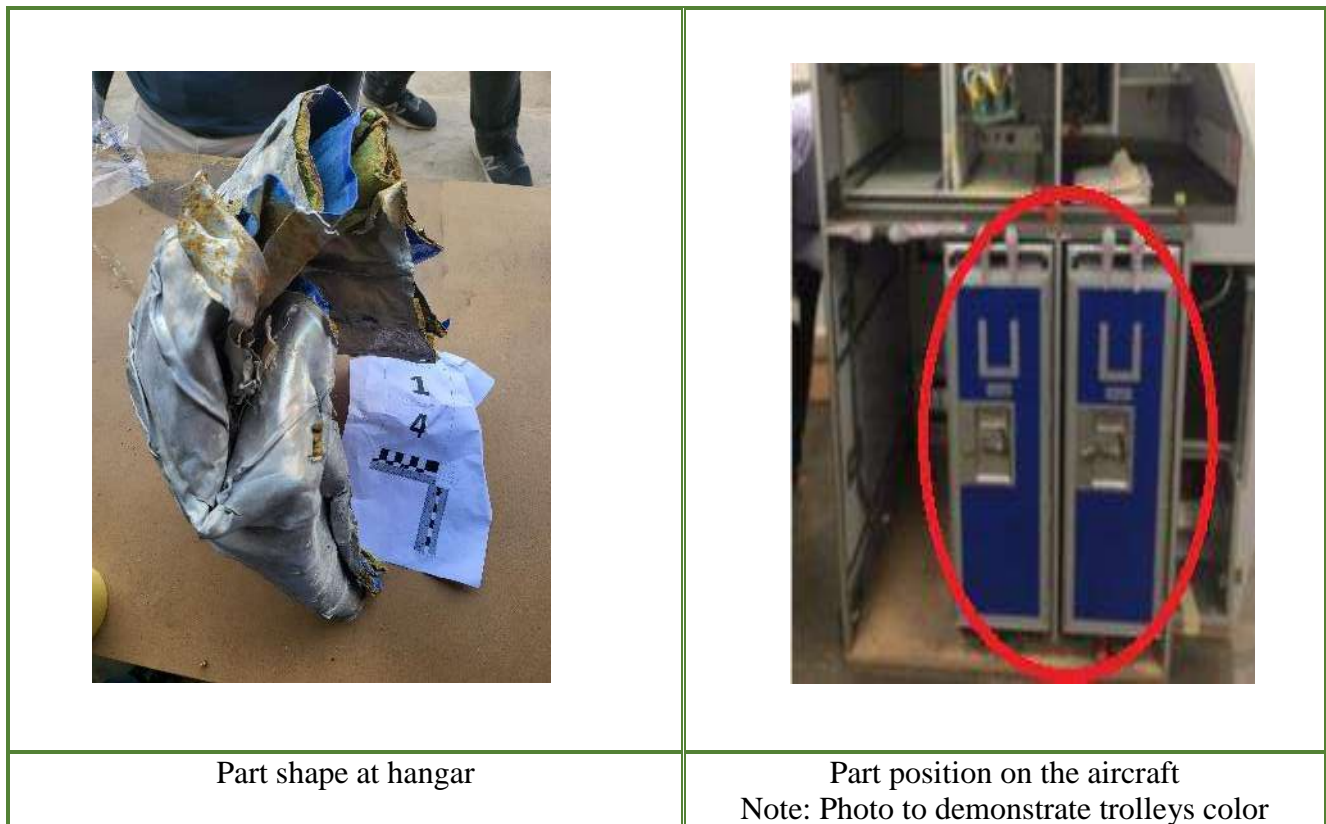 1
4
Part shape at hangar
Part position on the aircraft
Note: Photo to demonstrate trolleys color